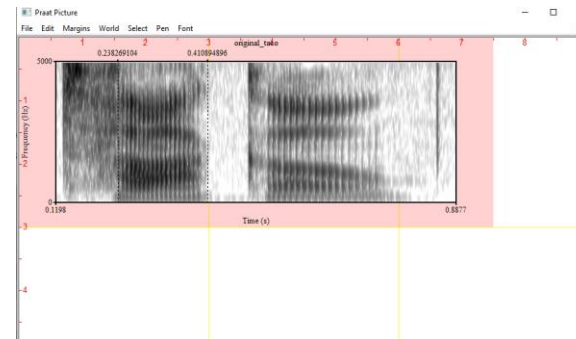 Praat Picture
File Edit Margins World Select Pen Font
1 2 3 4 5 6 7 8
original_taco
0.238269104 0.410894896
5000
Frequency (Hz)
0
0.1198 0.8877
Time (s)
1
2
3
4